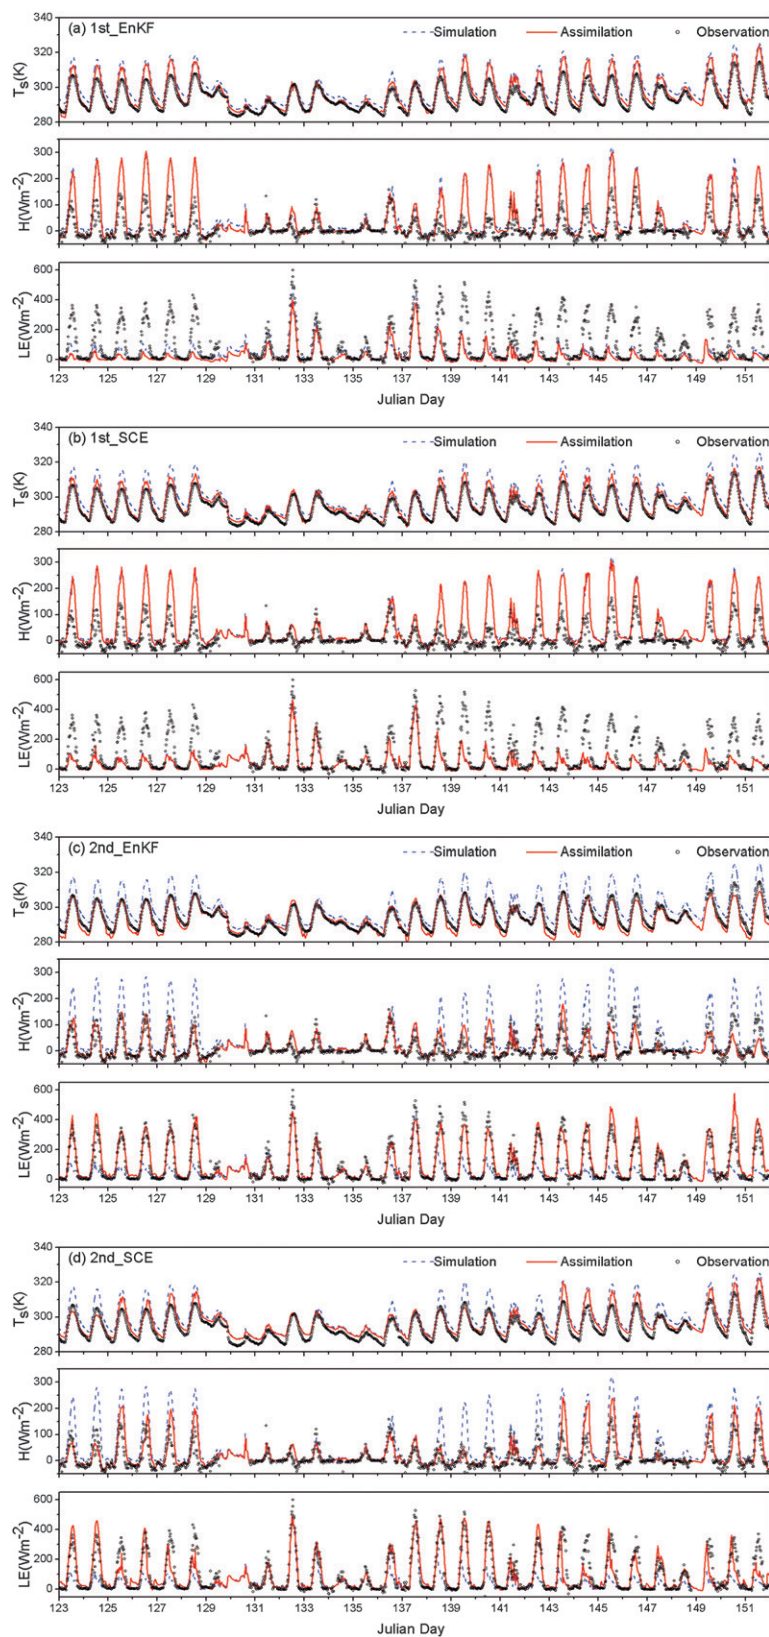 (a) 1st_EnKF Simulation Assimilation Observation
340
320
300
280
Ts(K)
300
200
100
0
H(Wm-2)
600
400
200
0
LE(Wm-2)
123 125 127 129 131 133 135 137 139 141 143 145 147 149 151
Julian Day
(b) 1st_SCE Simulation Assimilation Observation
340
320
300
280
Ts(K)
300
200
100
0
H(Wm-2)
600
400
200
0
LE(Wm-2)
123 125 127 129 131 133 135 137 139 141 143 145 147 149 151
Julian Day
(c) 2nd_EnKF Simulation Assimilation Observation
340
320
300
280
Ts(K)
300
200
100
0
H(Wm-2)
600
400
200
0
LE(Wm-2)
123 125 127 129 131 133 135 137 139 141 143 145 147 149 151
Julian Day
(d) 2nd_SCE Simulation Assimilation Observation
340
320
300
280
Ts(K)
300
200
100
0
H(Wm-2)
600
400
200
0
LE(Wm-2)
123 125 127 129 131 133 135 137 139 141 143 145 147 149 151
Julian Day